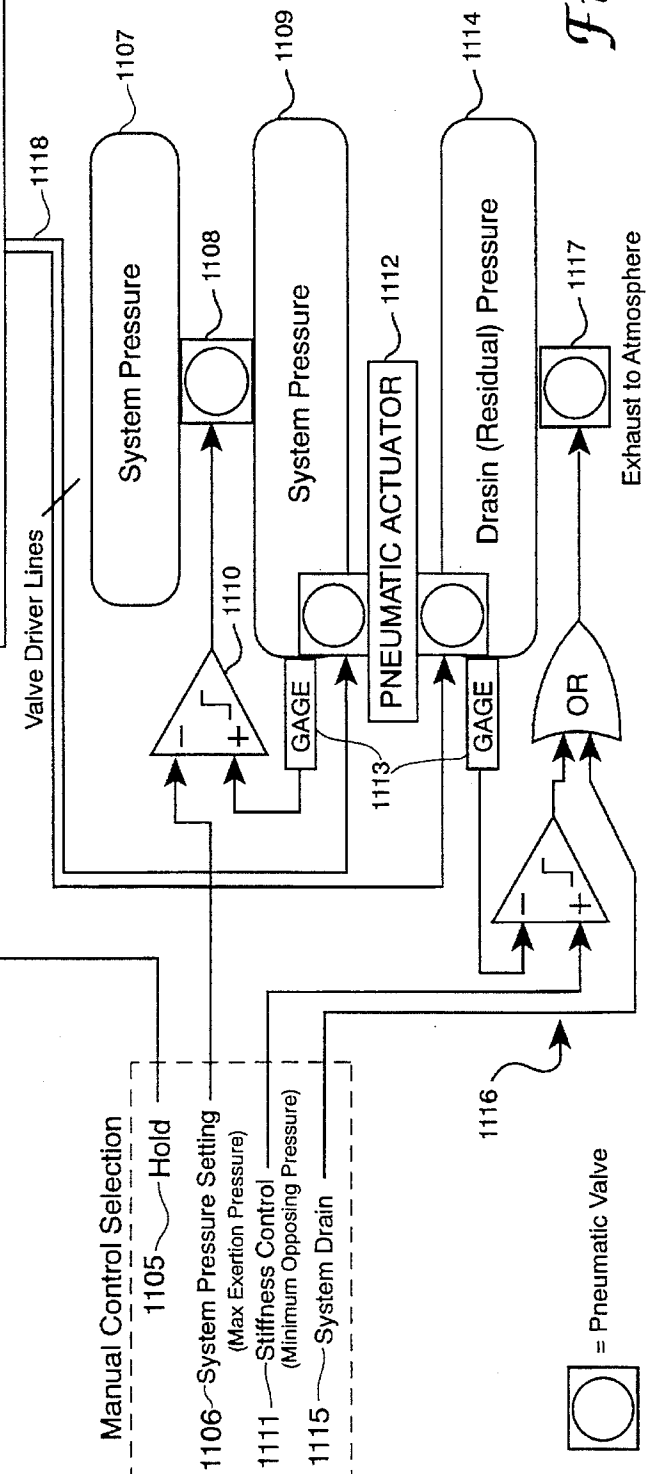 Manual Control Selection
1105 Hold
1106 System Pressure Setting
(Max Exertion Pressure)
1111 Stiffness Control
(Minimum Opposing Pressure)
1115 System Drain
= Pneumatic Valve
1116
Valve Driver Lines
1118
System Pressure
1107
1108
1110
− +
System Pressure
1109
GAGE
1113
PNEUMATIC ACTUATOR
1112
GAGE
Drasin (Residual) Pressure
1114
− +
OR
1117
Exhaust to Atmosphere